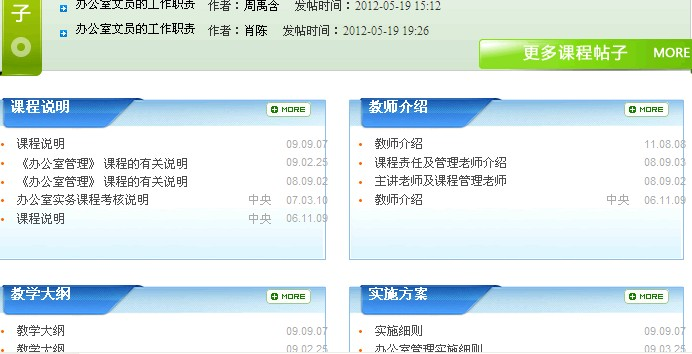 子
办公室文员的工作职责 作者：周禹含 发帖时间：2012-05-19 15:12
办公室文员的工作职责 作者：肖陈 发帖时间：2012-05-19 19:26
更多课程帖子 MORE
课程说明 MORE
课程说明 09.09.07
《办公室管理》 课程的有关说明 09.02.25
《办公室管理》 课程的有关说明 08.09.02
办公室实务课程考核说明 中央 07.03.10
课程说明 中央 06.11.09
教师介绍 MORE
教师介绍 11.08.08
课程责任及管理老师介绍 08.09.03
主讲老师及课程管理老师 08.09.02
教师介绍 中央 06.11.09
教学大纲 MORE
教学大纲 09.09.07
教学大纲 09.02.25
实施方案 MORE
实施细则 09.09.07
办公室管理实施细则 09.03.25